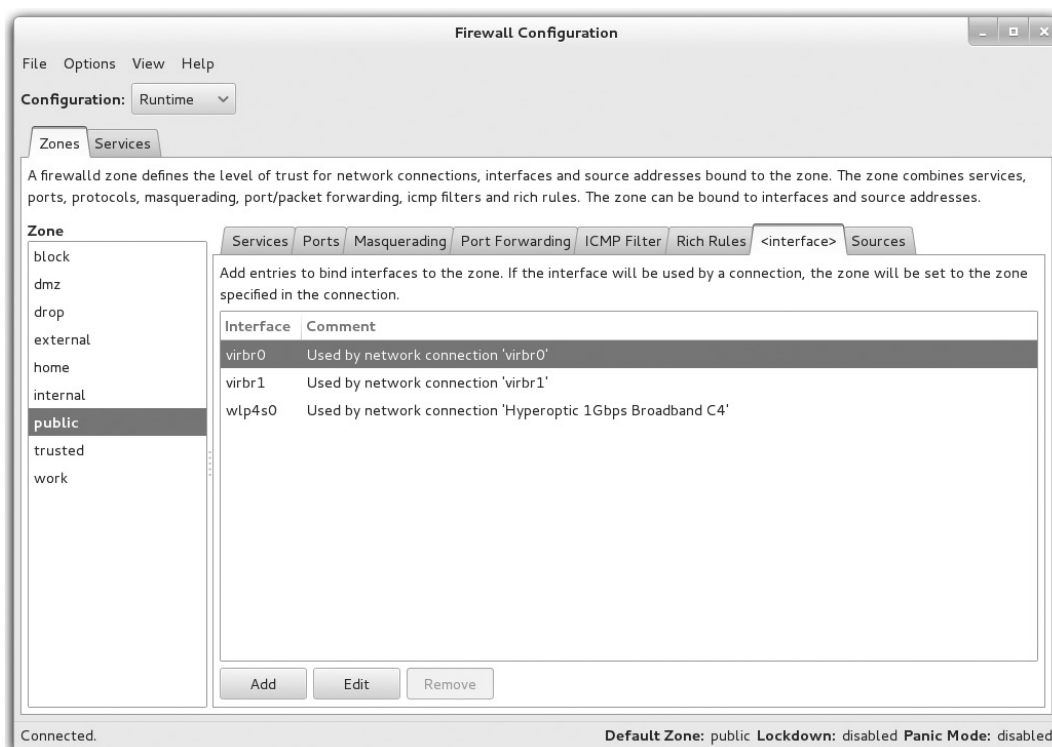 Firewall Configuration
File Options View Help
Configuration: Runtime
Zones Services
A firewalld zone defines the level of trust for network connections, interfaces and source addresses bound to the zone. The zone combines services,
ports, protocols, masquerading, port/packet forwarding, icmp filters and rich rules. The zone can be bound to interfaces and source addresses.
Zone
block
dmz
drop
external
home
internal
public
trusted
work
Services Ports Masquerading Port Forwarding ICMP Filter Rich Rules <interface> Sources
Add entries to bind interfaces to the zone. If the interface will be used by a connection, the zone will be set to the zone
specified in the connection.
Interface Comment
virbr0 Used by network connection 'virbr0'
virbr1 Used by network connection 'virbr1'
wlp4s0 Used by network connection 'Hyperoptic 1Gbps Broadband C4'
Add Edit Remove
Connected.
Default Zone: public Lockdown: disabled Panic Mode: disabled